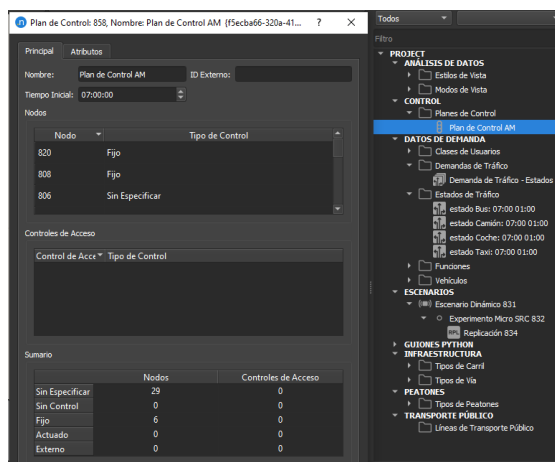 Plan de Control: 858, Nombre: Plan de Control AM {f5ecba66-320a-41... ? ×
Principal Atributos
Nombre: Plan de Control AM ID Externo:
Tiempo Inicial: 07:00:00
Nodos
Nodo Tipo de Control
820 Fijo
808 Fijo
806 Sin Especificar
Controles de Acceso
Control de Acce Tipo de Control
Sumario
Nodos Controles de Acceso
Sin Especificar 29 0
Sin Control 0 0
Fijo 6 0
Actuado 0 0
Externo 0 0
Todos
Filtro
PROJECT
ANÁLISIS DE DATOS
Estilos de Vista
Modos de Vista
CONTROL
Planes de Control
Plan de Control AM
DATOS DE DEMANDA
Clases de Usuarios
Demandas de Tráfico
Demanda de Tráfico - Estados
Estados de Tráfico
estado Bus: 07:00 01:00
estado Camión: 07:00 01:00
estado Coche: 07:00 01:00
estado Taxi: 07:00 01:00
Funciones
Vehículos
ESCENARIOS
Escenario Dinámico 831
Experimento Micro SRC 832
RPL Replicación 834
GUIONES PYTHON
INFRAESTRUCTURA
Tipos de Carril
Tipos de Vía
PEATONES
Tipos de Peatones
TRANSPORTE PÚBLICO
Líneas de Transporte Público